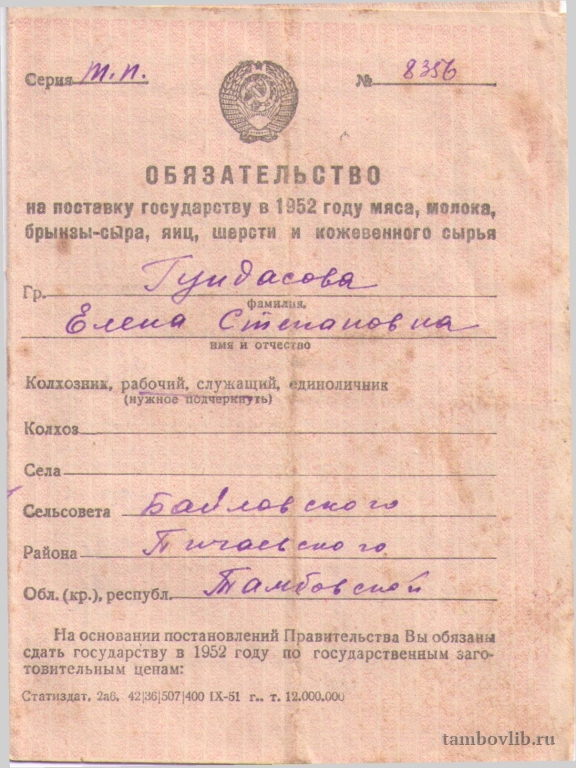 Серия Т.П. № 8356
ОБЯЗАТЕЛЬСТВО
на поставку государству в 1952 году мяса, молока,
брынзы-сыра, яиц, шерсти и кожевенного сырья
Гр. Гундасова
фамилия,
Елена Степановна
имя и отчество
Колхозник, рабочий, служащий, единоличник
(нужное подчеркнуть)
Колхоз
Села
Сельсовета Байловского
Района Пичаевского
Обл. (кр.), республ. Тамбовской
На основании постановлений Правительства Вы обязаны
сдать государству в 1952 году по государственным заго-
товительным ценам:
Статиздат, 2аб, 42|36|507|400 IX-51 г., т. 12.000.000
tambovlib.ru